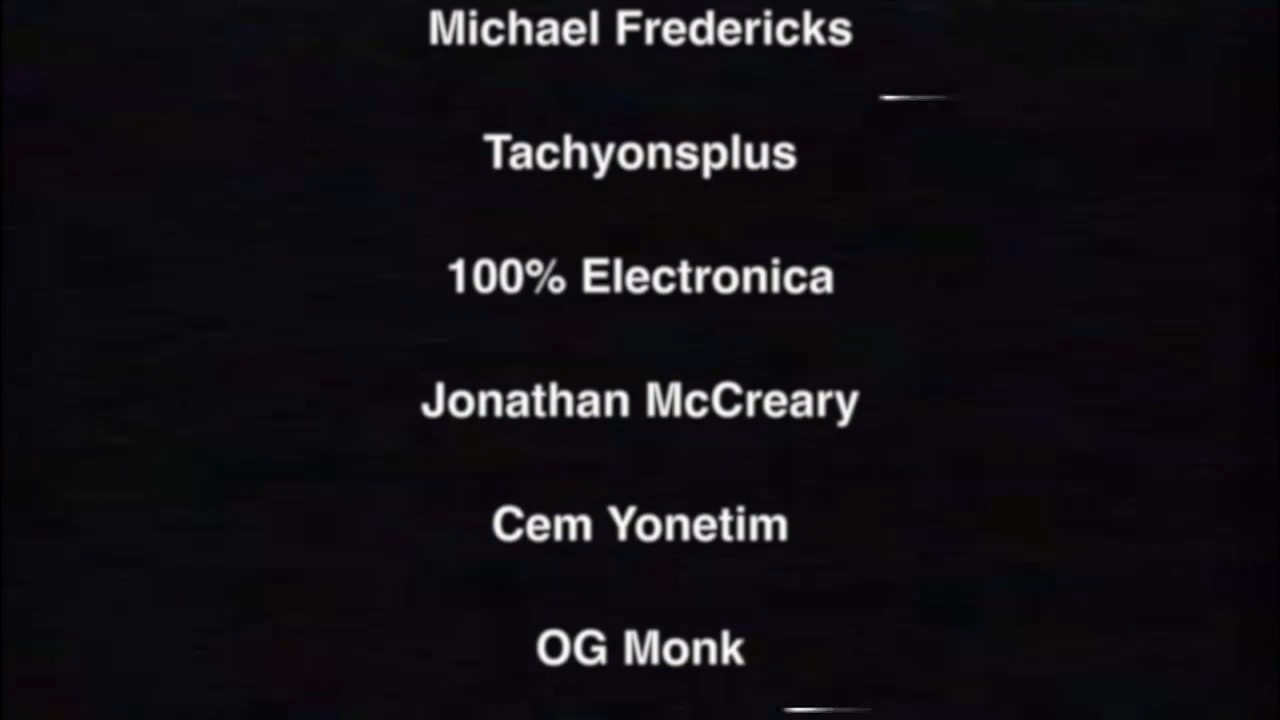 Michael Fredericks
Tachyonsplus
100% Electronica
Jonathan McCreary
Cem Yonetim
OG Monk